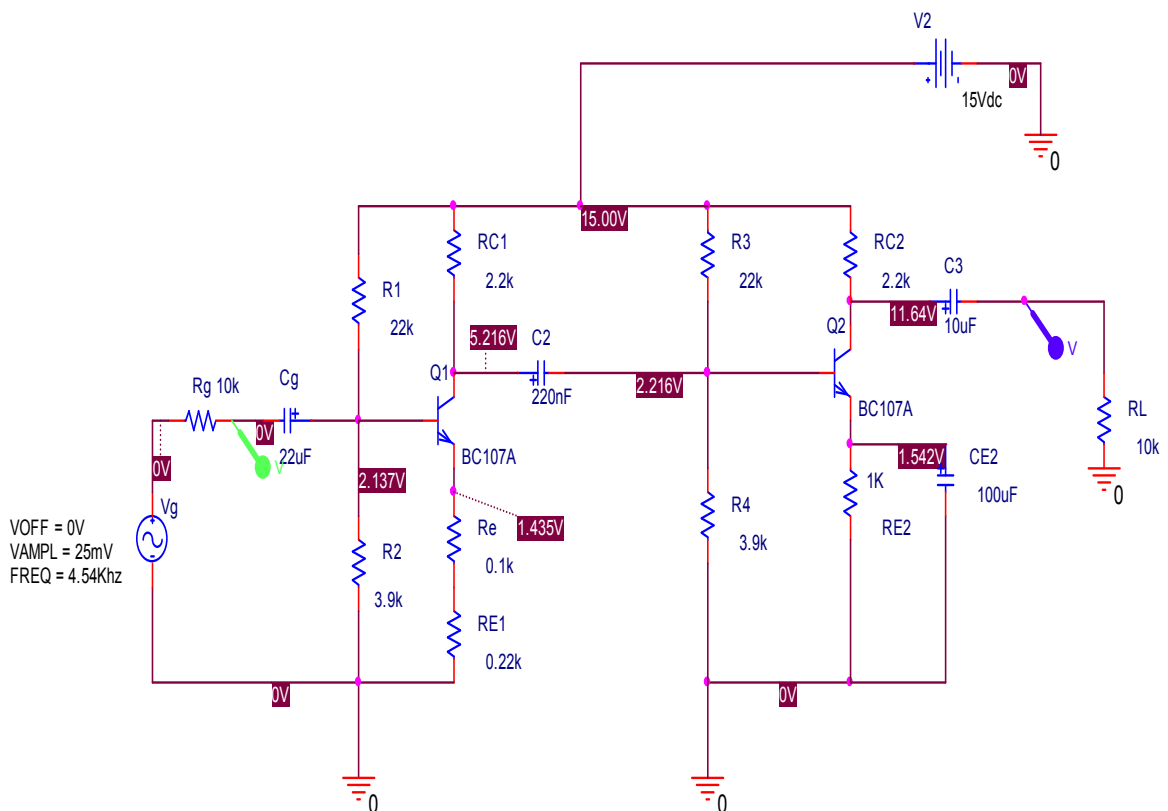 V2
0V
15Vdc
0
15.00V
RC1
2.2k
R3
22k
RC2
2.2k
C3
10uF
R1
22k
5.216V
C2
220nF
11.64V
Q2
V
Q1
2.216V
Rg 10k
Cg
0V
22uF
V
BC107A
BC107A
RL
10k
0
0V
2.137V
1.542V
CE2
100uF
1K
RE2
Vg
VOFF = 0V
VAMPL = 25mV
FREQ = 4.54Khz
1.435V
Re
0.1k
R2
3.9k
R4
3.9k
RE1
0.22k
0V
0V
0
0